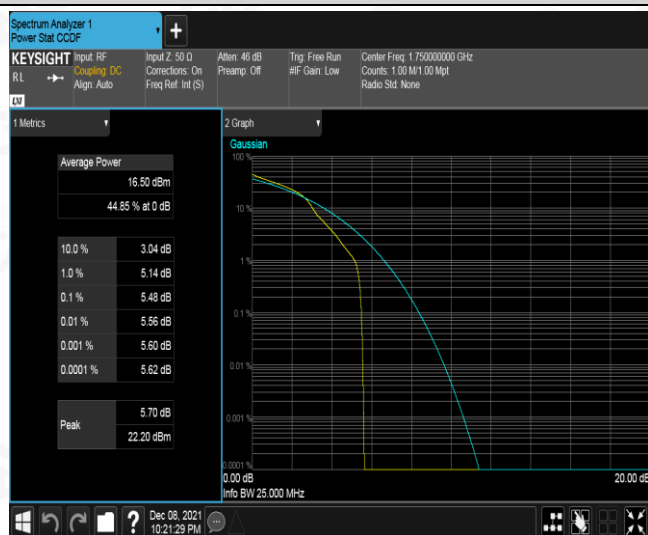 Spectrum Analyzer 1
Power Stat CCDF
+
KEYSIGHT
RL
LXI
Input: RF
Coupling: DC
Align: Auto
Input Z: 50 Ω
Corrections: On
Freq Ref: Int (S)
Atten: 46 dB
Preamp: Off
Trig: Free Run
#IF Gain: Low
Center Freq: 1.750000000 GHz
Counts: 1.00 M/1.00 Mpt
Radio Std: None
1 Metrics
Average Power
16.50 dBm
44.85 % at 0 dB
10.0 % 3.04 dB
1.0 % 5.14 dB
0.1 % 5.48 dB
0.01 % 5.56 dB
0.001 % 5.60 dB
0.0001 % 5.62 dB
Peak
5.70 dB
22.20 dBm
2 Graph
Gaussian
100 %
10 %
1 %
0.1 %
0.01 %
0.001 %
0.0001 %
0.00 dB 20.00 dB
Info BW 25.000 MHz
?
Dec 08, 2021
10:21:29 PM